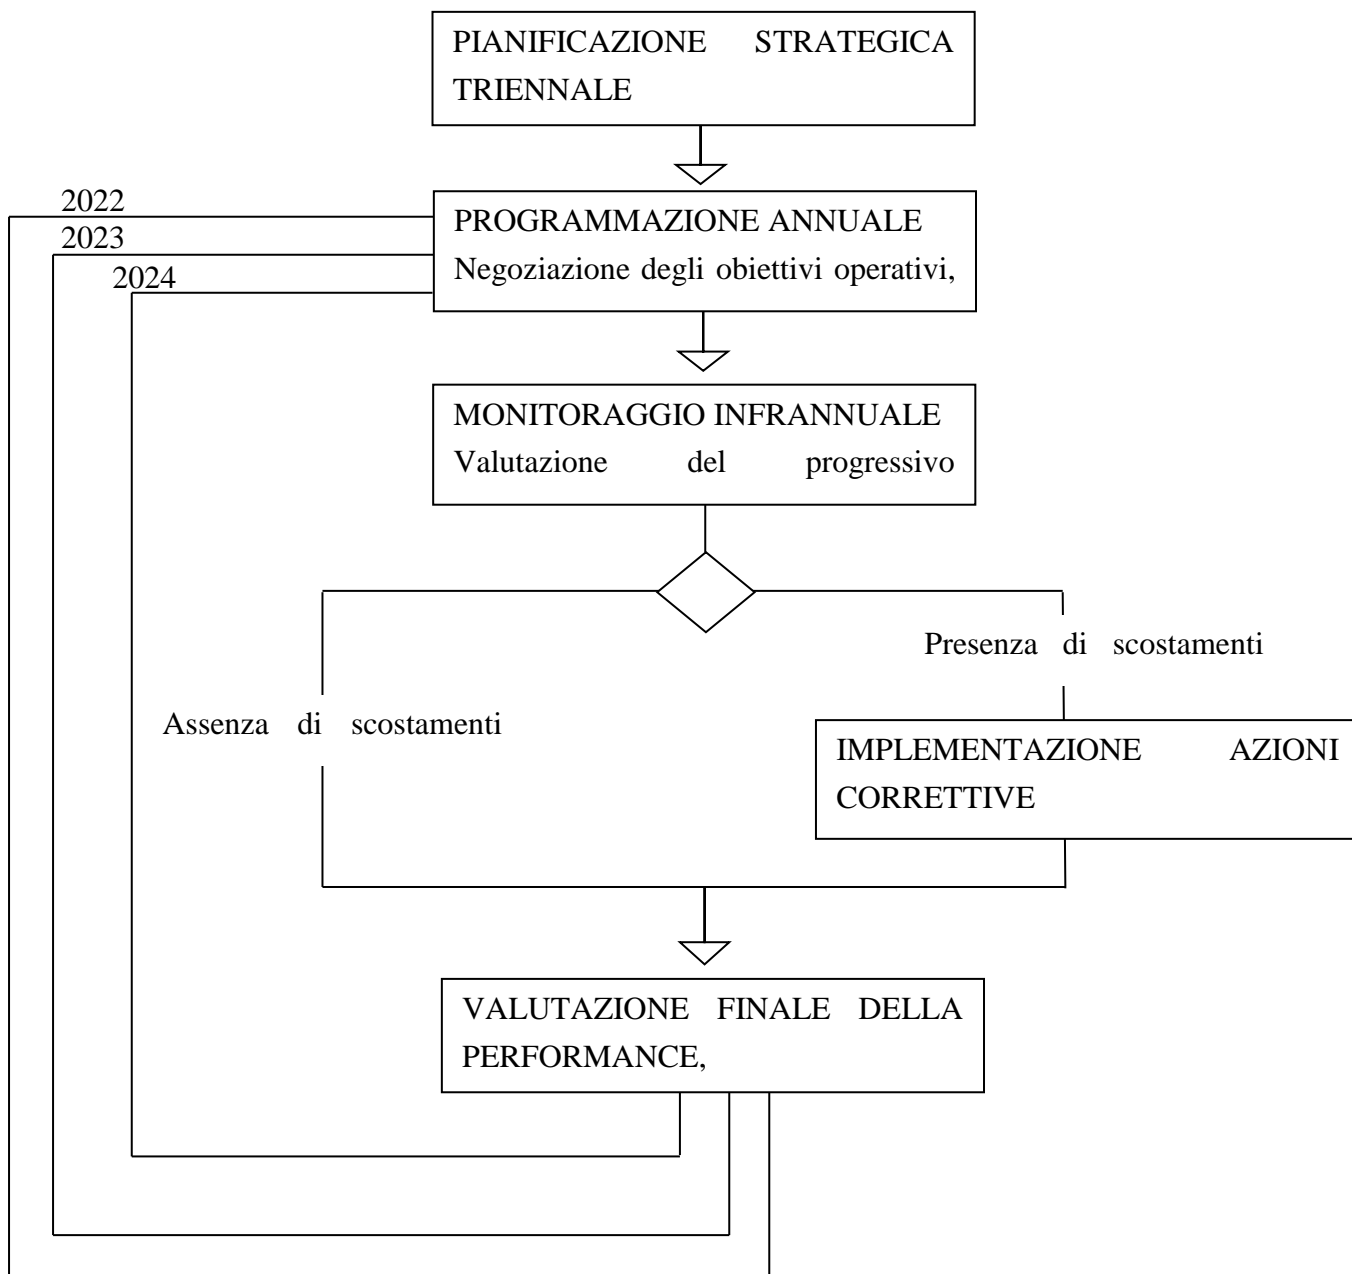 PIANIFICAZIONE STRATEGICA
TRIENNALE
2022
2023
2024
PROGRAMMAZIONE ANNUALE
Negoziazione degli obiettivi operativi,
MONITORAGGIO INFRANNUALE
Valutazione del progressivo
Presenza di scostamenti
Assenza di scostamenti
IMPLEMENTAZIONE AZIONI
CORRETTIVE
VALUTAZIONE FINALE DELLA
PERFORMANCE,